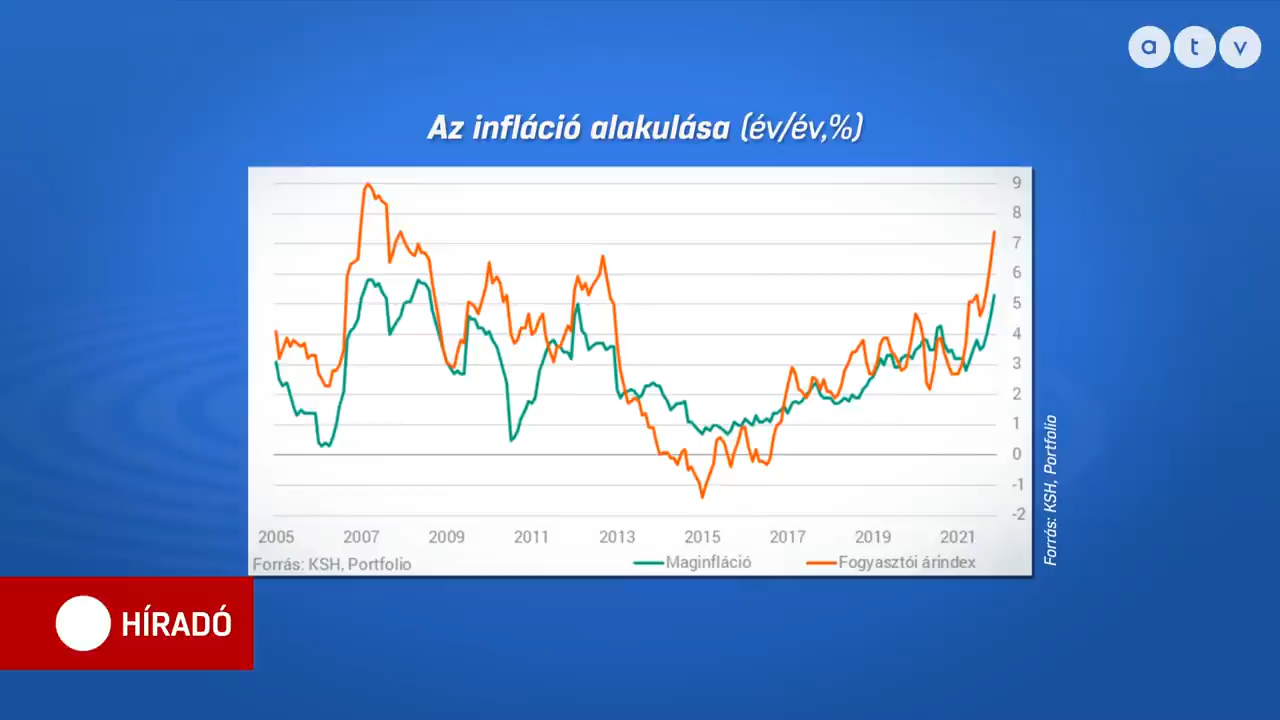 a t v
Az infláció alakulása (év/év,%)
9
8
7
6
5
4
3
2
1
0
-1
-2
2005 2007 2009 2011 2013 2015 2017 2019 2021
Forrás: KSH, Portfolio Maginfláció Fogyasztói árindex
Forrás: KSH, Portfolio
HÍRADÓ